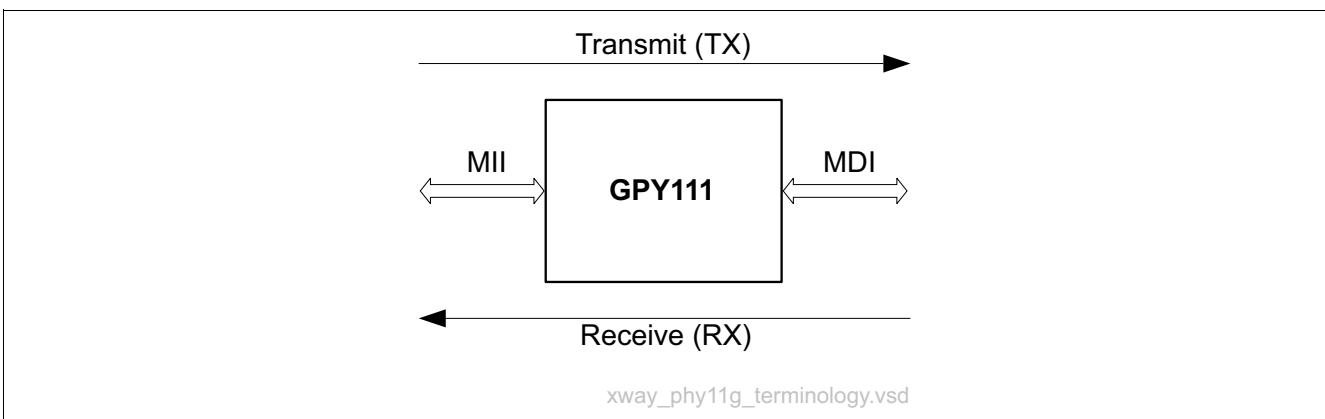 Transmit (TX)
MII
GPY111
MDI
Receive (RX)
xway_phy11g_terminology.vsd